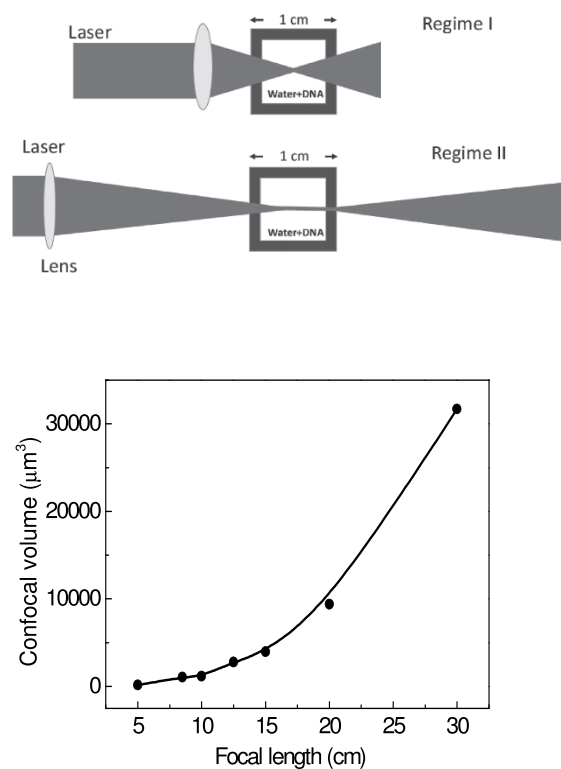 Laser
1 cm
Regime I
Water+DNA
Laser
1 cm
Regime II
Water+DNA
Lens
Confocal volume (μm³)
30000
20000
10000
0
5 10 15 20 25 30
Focal length (cm)